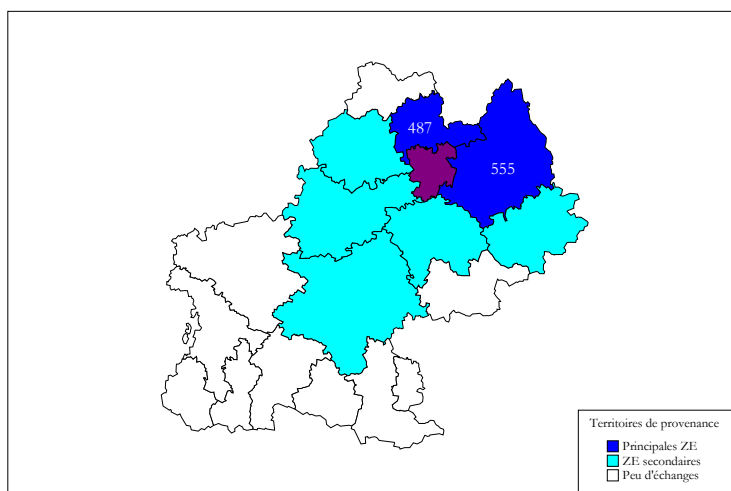 487
555
Territoires de provenance
Principales ZE
ZE secondaires
Peu d'échanges